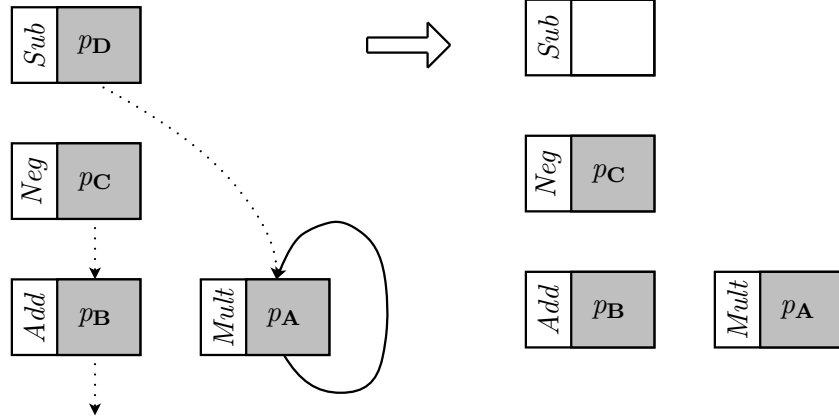 Sub p_D Sub
Neg p_C Neg p_C
Add p_B Mult p_A Add p_B Mult p_A